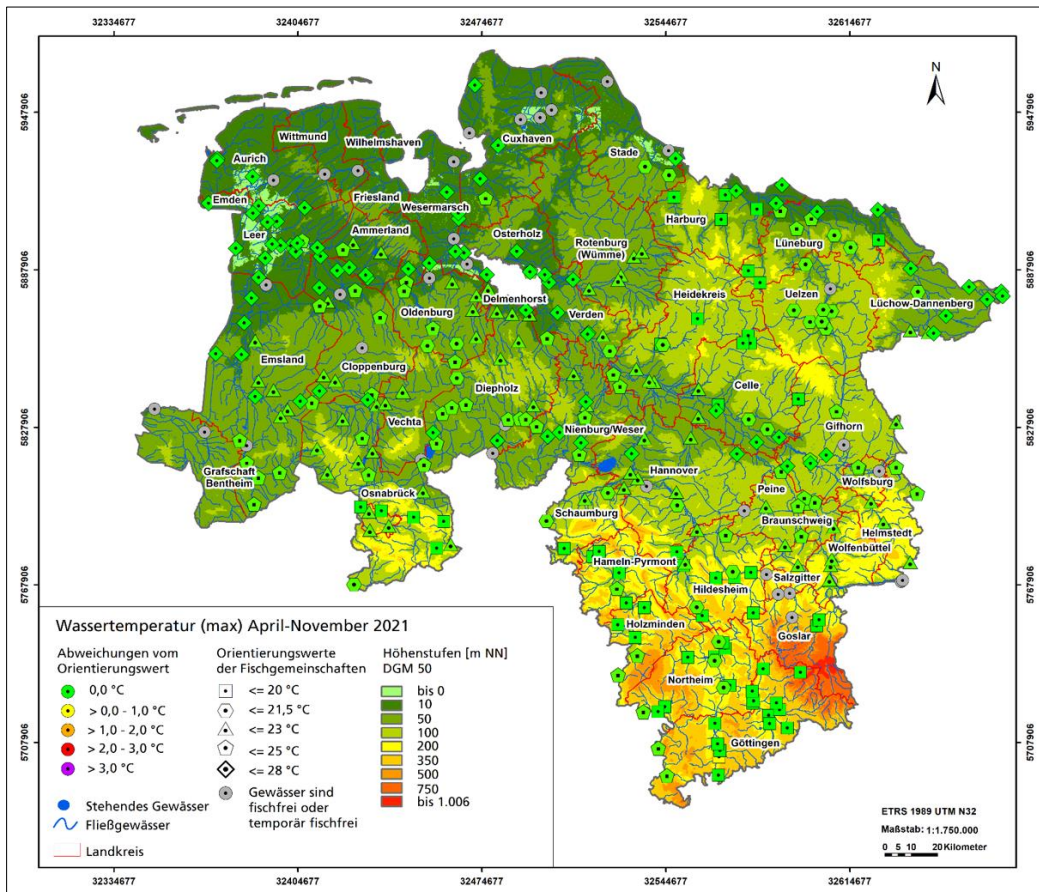 32334677 32404677 32474677 32544677 32614677
5947906
5887906
5827906
5767906
5707906
5947906
5887906
5827906
5767906
5707906
N
Wittmund
Wilhelmshaven
Cuxhaven
Stade
Aurich
Emden
Friesland
Wesermarsch
Harburg
Leer
Ammerland
Osterholz
Rotenburg
(Wümme)
Lüneburg
Oldenburg
Delmenhorst
Verden
Heidekreis
Uelzen
Lüchow-Dannenberg
Emsland
Cloppenburg
Diepholz
Celle
Vechta
Nienburg/Weser
Gifhorn
Grafschaft
Bentheim
Osnabrück
Hannover
Peine
Wolfsburg
Schaumburg
Braunschweig
Helmstedt
Wolfenbüttel
Hameln-Pyrmont
Salzgitter
Hildesheim
Holzminden
Goslar
Northeim
Göttingen
Wassertemperatur (max) April-November 2021
Abweichungen vom
Orientierungswert
0,0 °C
> 0,0 - 1,0 °C
> 1,0 - 2,0 °C
> 2,0 - 3,0 °C
> 3,0 °C
Stehendes Gewässer
Fließgewässer
Landkreis
Orientierungswerte
der Fischgemeinschaften
<= 20 °C
<= 21,5 °C
<= 23 °C
<= 25 °C
<= 28 °C
Gewässer sind
fischfrei oder
temporär fischfrei
Höhenstufen [m NN]
DGM 50
bis 0
10
50
100
200
350
500
750
bis 1.006
ETRS 1989 UTM N32
Maßstab: 1:1.750.000
0 5 10 20 Kilometer
32334677 32404677 32474677 32544677 32614677